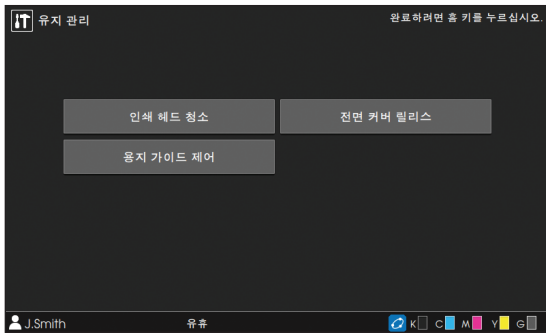 유지 관리
완료하려면 홈 키를 누르십시오.
인쇄 헤드 청소
전면 커버 릴리스
용지 가이드 제어
J.Smith
유휴
K C M Y G